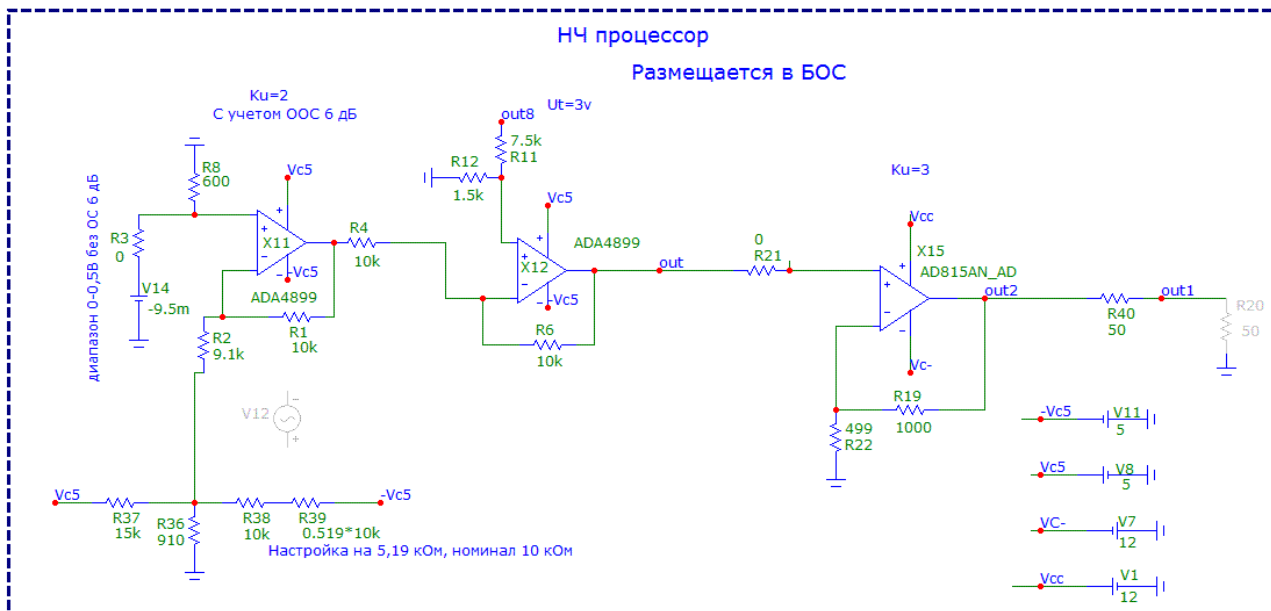 НЧ процессор
Размещается в БОС
Ku=2
С учетом ООС 6 дБ
out8
Ut=3v
7.5k
R11
R12
1.5k
Ku=3
R8
600
Vc5
Vc5
Vcc
диапазон 0-0,5В без ОС 6 дБ
R3
0
X11
R4
10k
-Vc5
ADA4899
X12
ADA4899
-Vc5
out
0
R21
X15
AD815AN_AD
out2
out1
R40
50
R20
50
V14
-9.5m
R1
10k
R2
9.1k
R6
10k
Vc-
R19
1000
499
R22
V12
-Vc5
V11
5
Vc5
V8
5
VC-
V7
12
Vcc
V1
12
Vc5
R37
15k
R36
910
R38
10k
R39
0.519*10k
-Vc5
Настройка на 5,19 кОм, номинал 10 кОм